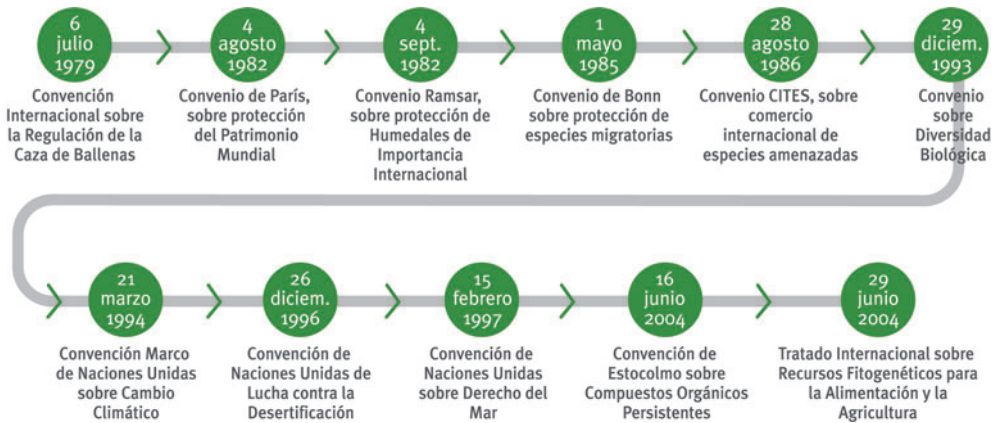 6
julio
1979
Convención
Internacional sobre
la Regulación de la
Caza de Ballenas
4
agosto
1982
Convenio de París,
sobre protección
del Patrimonio
Mundial
4
sept.
1982
Convenio Ramsar,
sobre protección de
Humedales de
Importancia
Internacional
1
mayo
1985
Convenio de Bonn
sobre protección de
especies migratorias
28
agosto
1986
Convenio CITES, sobre
comercio
internacional de
especies amenazadas
29
diciem.
1993
Convenio
sobre
Diversidad
Biológica
21
marzo
1994
Convención Marco
de Naciones Unidas
sobre Cambio
Climático
26
diciem.
1996
Convención de
Naciones Unidas de
Lucha contra la
Desertificación
15
febrero
1997
Convención de
Naciones Unidas
sobre Derecho del
Mar
16
junio
2004
Convención de
Estocolmo sobre
Compuestos Orgánicos
Persistentes
29
junio
2004
Tratado Internacional sobre
Recursos Fitogenéticos para
la Alimentación y la
Agricultura